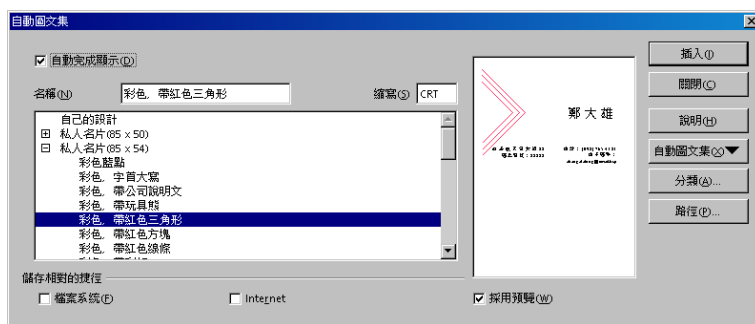 自動圖文集
自動完成顯示(D)
名稱(N) 彩色, 帶紅色三角形 縮寫(S) CRT
自己的設計
私人名片(85 x 50)
私人名片(85 x 54)
彩色藍點
彩色, 字首大寫
彩色, 帶公司說明文
彩色, 帶玩具熊
彩色, 帶紅色三角形
彩色, 帶紅色方塊
彩色, 帶紅色線條
儲存相對的捷徑
檔案系統(F)
Internet
鄭大雄
採用預覽(W)
插入(I)
關閉(C)
說明(H)
自動圖文集(X)
分類(A)...
路徑(P)...